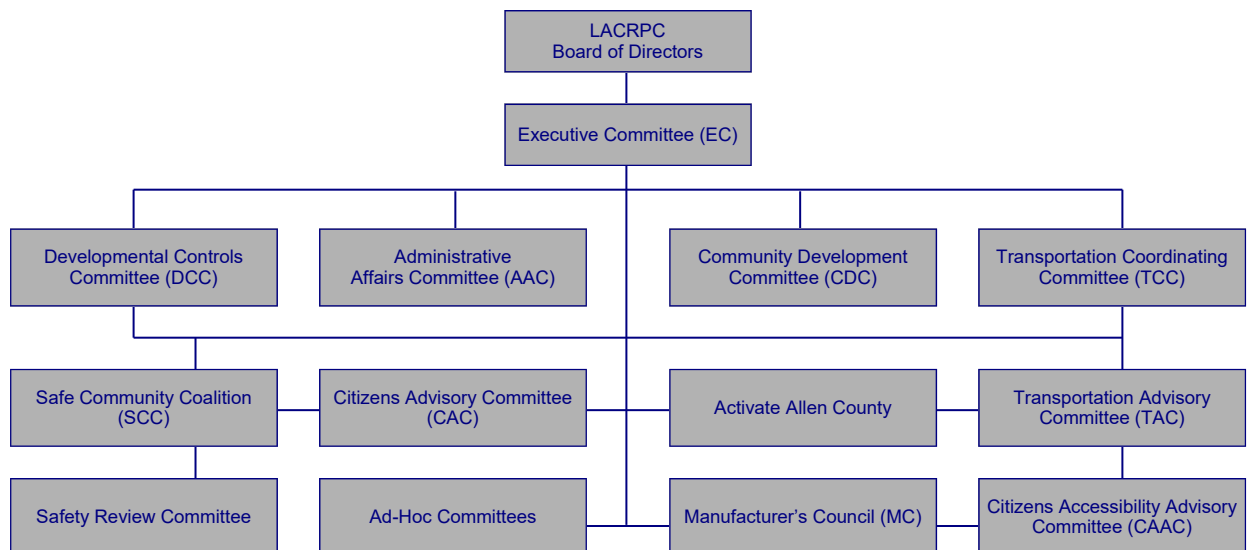 LACRPC
Board of Directors
Executive Committee (EC)
Developmental Controls
Committee (DCC)
Administrative
Affairs Committee (AAC)
Community Development
Committee (CDC)
Transportation Coordinating
Committee (TCC)
Safe Community Coalition
(SCC)
Citizens Advisory Committee
(CAC)
Activate Allen County
Transportation Advisory
Committee (TAC)
Safety Review Committee
Ad-Hoc Committees
Manufacturer’s Council (MC)
Citizens Accessibility Advisory
Committee (CAAC)